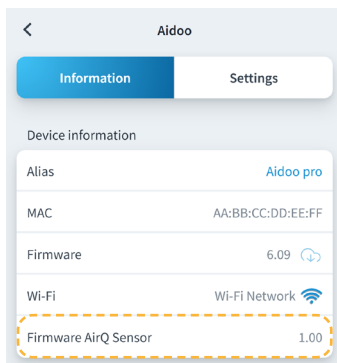 Aidoo
Information Settings
Device information
Alias Aidoo pro
MAC AA:BB:CC:DD:EE:FF
Firmware 6.09
Wi-Fi Wi-Fi Network
Firmware AirQ Sensor 1.00